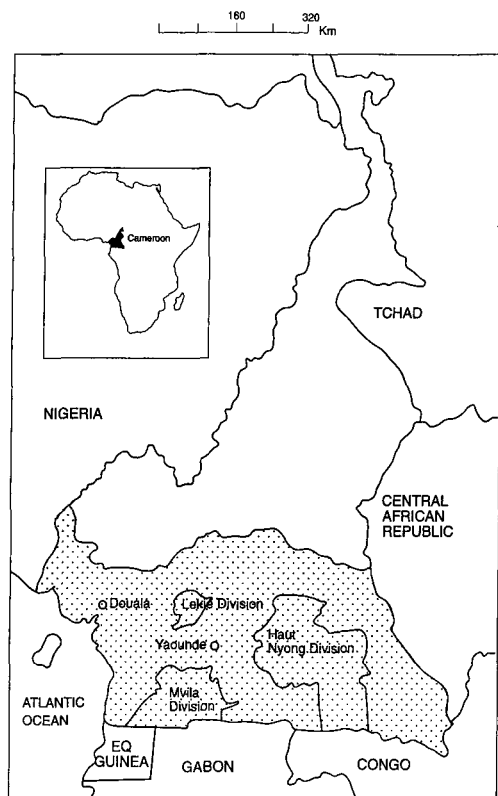 160 320
Km
Cameroon
TCHAD
NIGERIA
CENTRAL
AFRICAN
REPUBLIC
Douala
Lekie Division
Yaounde
Haut
Nyong Division
Mvila
Division
ATLANTIC
OCEAN
EQ
GUINEA
GABON
CONGO